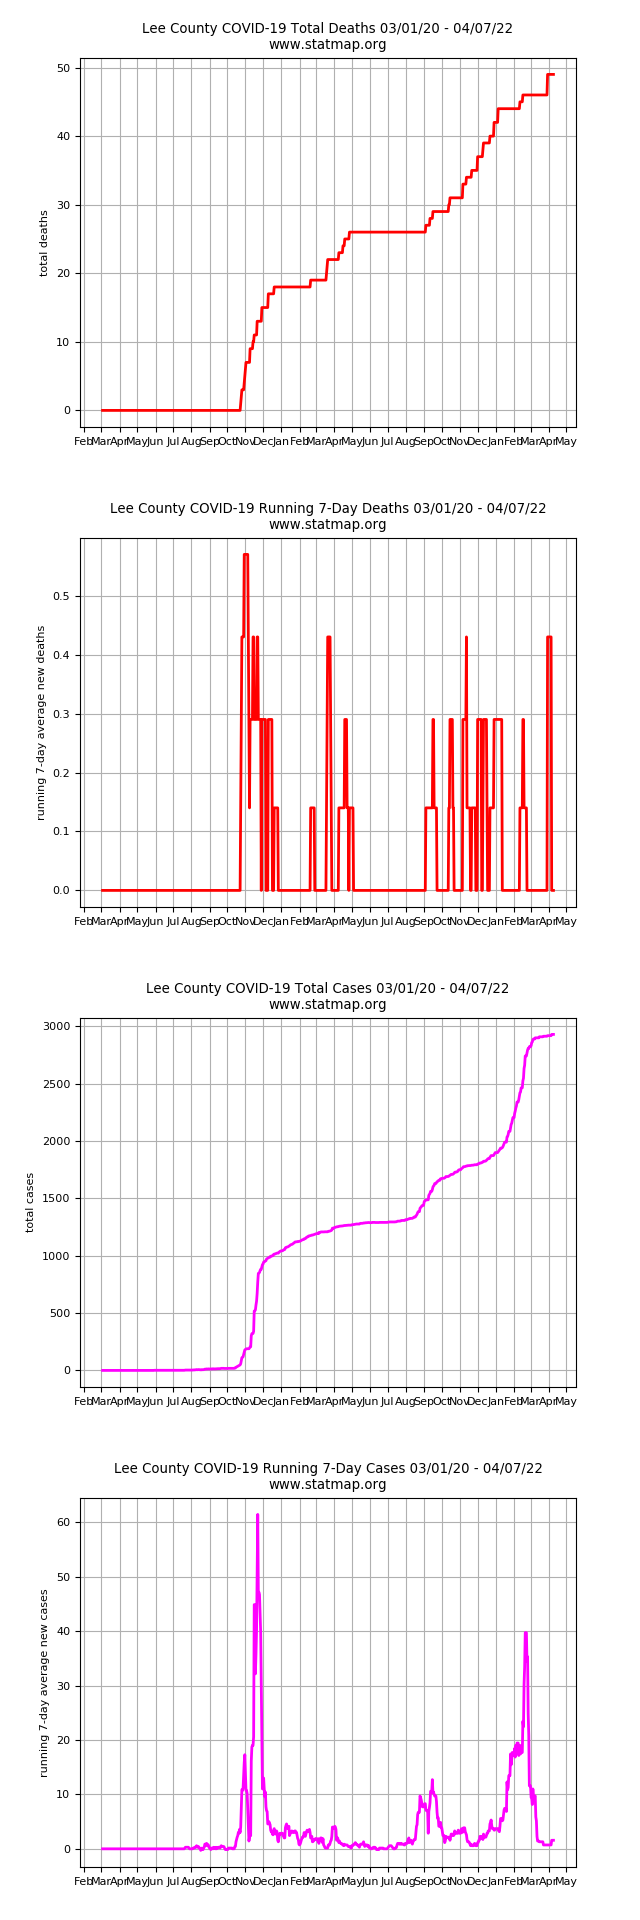 Lee County COVID-19 Total Deaths 03/01/20 - 04/07/22
www.statmap.org
50
40
30
20
10
0
total deaths
Feb Mar Apr May Jun Jul Aug Sep Oct Nov Dec Jan Feb Mar Apr May Jun Jul Aug Sep Oct Nov Dec Jan Feb Mar Apr May
Lee County COVID-19 Running 7-Day Deaths 03/01/20 - 04/07/22
www.statmap.org
0.5
0.4
0.3
0.2
0.1
0.0
running 7-day average new deaths
Feb Mar Apr May Jun Jul Aug Sep Oct Nov Dec Jan Feb Mar Apr May Jun Jul Aug Sep Oct Nov Dec Jan Feb Mar Apr May
Lee County COVID-19 Total Cases 03/01/20 - 04/07/22
www.statmap.org
3000
2500
2000
1500
1000
500
0
total cases
Feb Mar Apr May Jun Jul Aug Sep Oct Nov Dec Jan Feb Mar Apr May Jun Jul Aug Sep Oct Nov Dec Jan Feb Mar Apr May
Lee County COVID-19 Running 7-Day Cases 03/01/20 - 04/07/22
www.statmap.org
60
50
40
30
20
10
0
running 7-day average new cases
Feb Mar Apr May Jun Jul Aug Sep Oct Nov Dec Jan Feb Mar Apr May Jun Jul Aug Sep Oct Nov Dec Jan Feb Mar Apr May